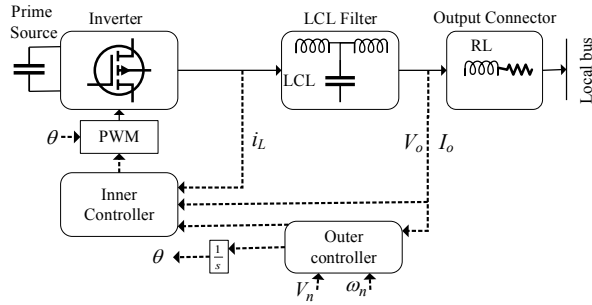 Prime
Source
Inverter
LCL Filter
Output Connector
LCL
RL
Local bus
θ
PWM
i_L
V_o
I_o
Inner
Controller
Outer
controller
θ
1/s
V_n
ω_n